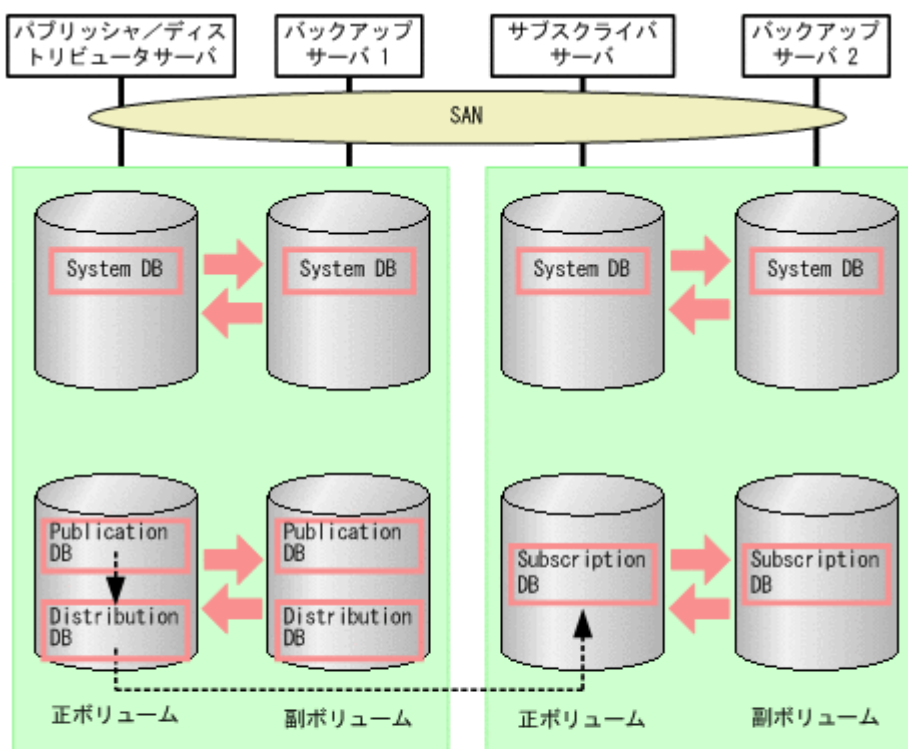 パブリッシャ／ディス
トリビュータサーバ
バックアップ
サーバ 1
サブスクライバ
サーバ
バックアップ
サーバ 2
SAN
System DB
System DB
System DB
System DB
Publication
DB
Distribution
DB
Publication
DB
Distribution
DB
Subscription
DB
Subscription
DB
正ボリューム
副ボリューム
正ボリューム
副ボリューム